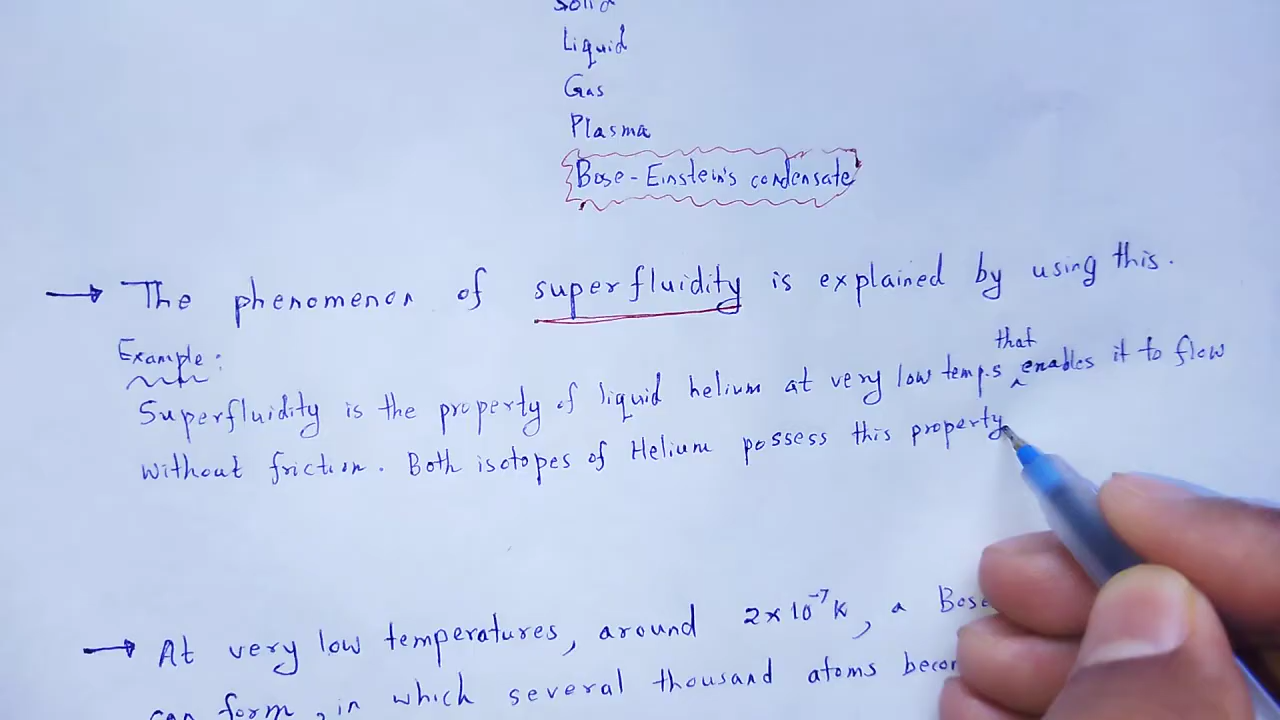 Solid
Liquid
Gas
Plasma
Bose-Einstein's condensate
→ The phenomenon of superfluidity is explained by using this.
Example:
that
Superfluidity is the property of liquid helium at very low temp.s ‸ enables it to flow
without friction. Both isotopes of Helium possess this property
→ At very low temperatures, around 2×10⁻⁷K, a Bose
can form, in which several thousand atoms